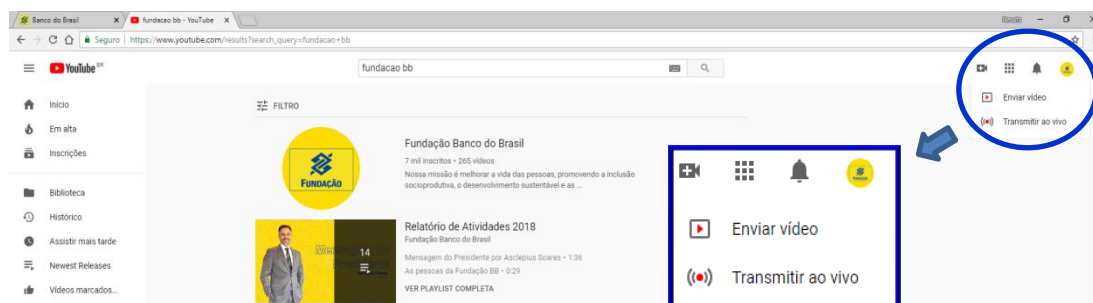 Banco do Brasil
fundacao bb - YouTube
Seguro | https://www.youtube.com/results?search_query=fundacao+bb
YouTube BR
fundacao bb
Início
Em alta
Inscrições
Biblioteca
Histórico
Assistir mais tarde
Newest Releases
Vídeos marcados...
FILTRO
FUNDAÇÃO
Fundação Banco do Brasil
7 mil inscritos • 265 vídeos
Nossa missão é melhorar a vida das pessoas, promovendo a inclusão
socioprodutiva, o desenvolvimento sustentável e as ...
14
Relatório de Atividades 2018
Fundação Banco do Brasil
Mensagem do Presidente por Asclepius Soares • 1:36
As pessoas da Fundação BB • 0:29
VER PLAYLIST COMPLETA
Enviar vídeo
Transmitir ao vivo
Enviar vídeo
Transmitir ao vivo